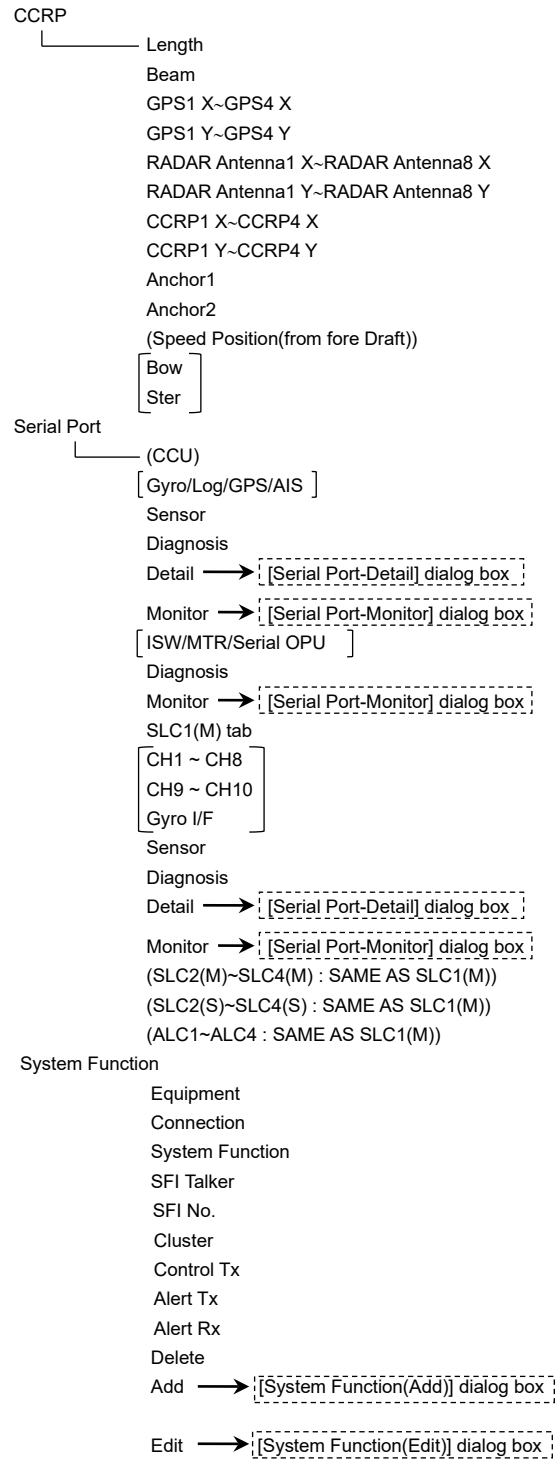 CCRP
Length
Beam
GPS1 X~GPS4 X
GPS1 Y~GPS4 Y
RADAR Antenna1 X~RADAR Antenna8 X
RADAR Antenna1 Y~RADAR Antenna8 Y
CCRP1 X~CCRP4 X
CCRP1 Y~CCRP4 Y
Anchor1
Anchor2
(Speed Position(from fore Draft))
Bow
Ster
Serial Port
(CCU)
[Gyro/Log/GPS/AIS ]
Sensor
Diagnosis
Detail → [Serial Port-Detail] dialog box
Monitor → [Serial Port-Monitor] dialog box
[ISW/MTR/Serial OPU ]
Diagnosis
Monitor → [Serial Port-Monitor] dialog box
SLC1(M) tab
CH1 ~ CH8
CH9 ~ CH10
Gyro I/F
Sensor
Diagnosis
Detail → [Serial Port-Detail] dialog box
Monitor → [Serial Port-Monitor] dialog box
(SLC2(M)~SLC4(M) : SAME AS SLC1(M))
(SLC2(S)~SLC4(S) : SAME AS SLC1(M))
(ALC1~ALC4 : SAME AS SLC1(M))
System Function
Equipment
Connection
System Function
SFI Talker
SFI No.
Cluster
Control Tx
Alert Tx
Alert Rx
Delete
Add → [System Function(Add)] dialog box
Edit → [System Function(Edit)] dialog box